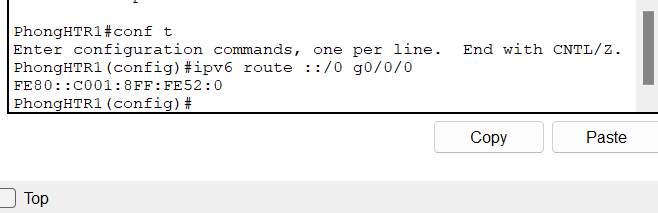 PhongHTR1#conf t
Enter configuration commands, one per line.  End with CNTL/Z.
PhongHTR1(config)#ipv6 route ::/0 g0/0/0
FE80::C001:8FF:FE52:0
PhongHTR1(config)#
Copy
Paste
Top